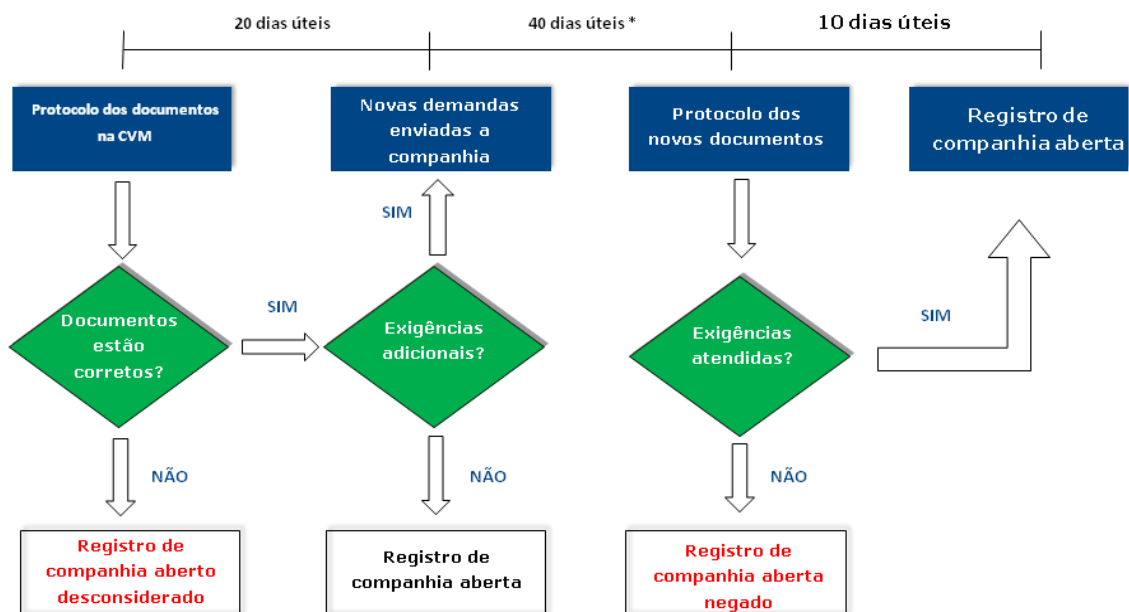 20 dias úteis
40 dias úteis *
10 dias úteis
Protocolo dos documentos
na CVM
Novas demandas
enviadas a
companhia
Protocolo dos
novos documentos
Registro de
companhia aberta
SIM
SIM
SIM
Documentos
estão
corretos?
Exigências
adicionais?
Exigências
atendidas?
NÃO
NÃO
NÃO
Registro de
companhia aberto
desconsiderado
Registro de
companhia aberta
Registro de
companhia aberta
negado